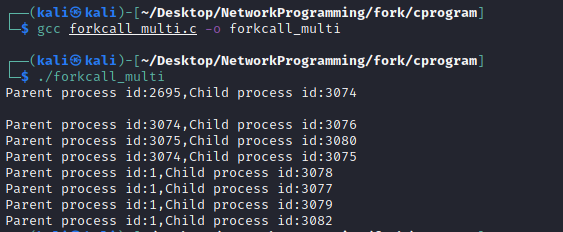 ┌──(kali㉿kali)-[~/Desktop/NetworkProgramming/fork/cprogram]
└─$ gcc forkcall_multi.c -o forkcall_multi
┌──(kali㉿kali)-[~/Desktop/NetworkProgramming/fork/cprogram]
└─$ ./forkcall_multi
Parent process id:2695,Child process id:3074
Parent process id:3074,Child process id:3076
Parent process id:3075,Child process id:3080
Parent process id:3074,Child process id:3075
Parent process id:1,Child process id:3078
Parent process id:1,Child process id:3077
Parent process id:1,Child process id:3079
Parent process id:1,Child process id:3082